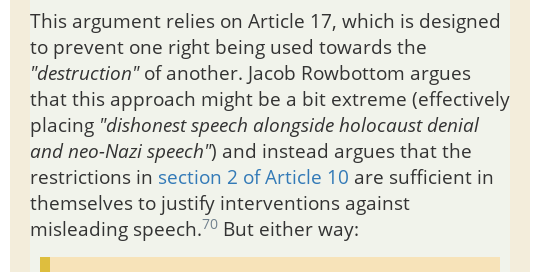 This argument relies on Article 17, which is designed
to prevent one right being used towards the
"destruction" of another. Jacob Rowbottom argues
that this approach might be a bit extreme (effectively
placing "dishonest speech alongside holocaust denial
and neo-Nazi speech") and instead argues that the
restrictions in section 2 of Article 10 are sufficient in
themselves to justify interventions against
misleading speech.70 But either way: